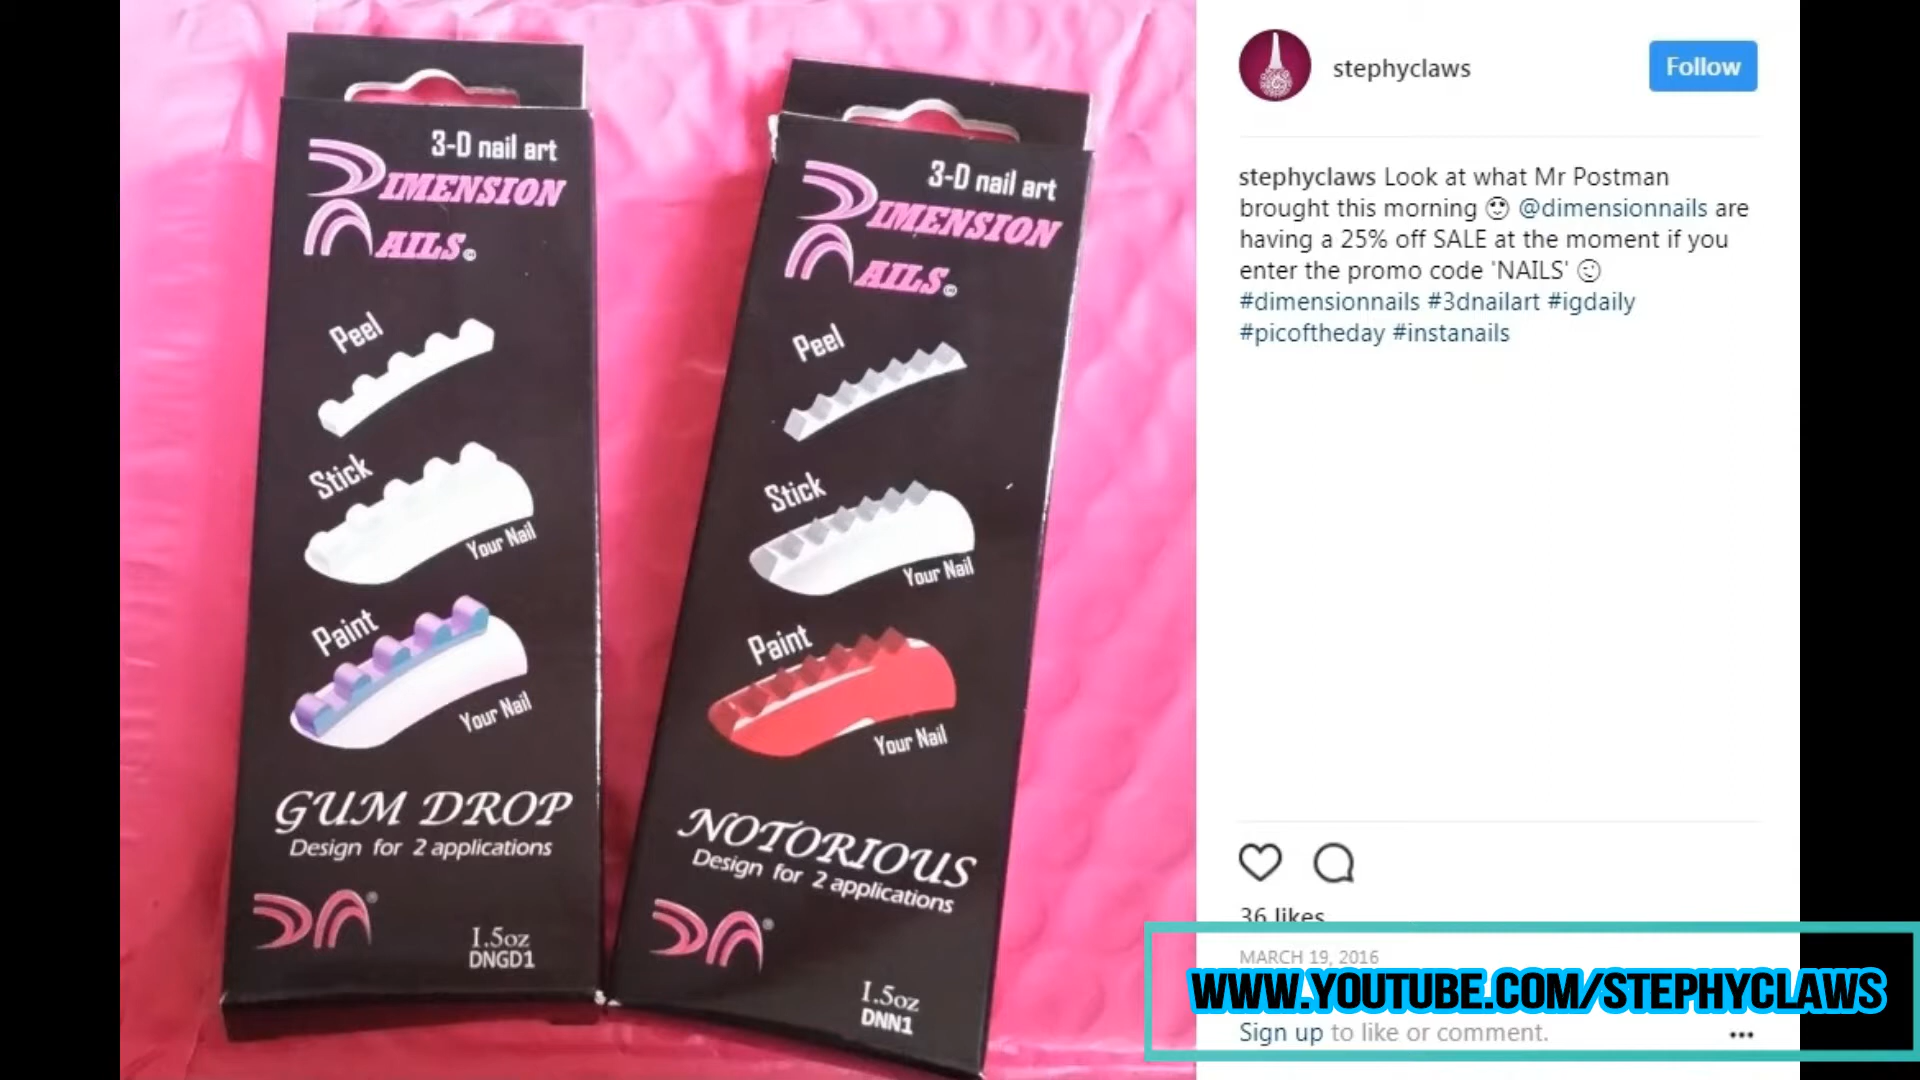 3-D nail art
DIMENSION
NAILS©
Peel
Stick
Your Nail
Paint
Your Nail
GUM DROP
Design for 2 applications
DN®
1.5oz
DNGD1
3-D nail art
DIMENSION
NAILS
Peel
Stick
Your Nail
Paint
Your Nail
NOTORIOUS
Design for 2 applications
DN®
1.5oz
DNN1
stephyclaws
Follow
stephyclaws Look at what Mr Postman
brought this morning 😍 @dimensionnails are
having a 25% off SALE at the moment if you
enter the promo code 'NAILS' 😉
#dimensionnails #3dnailart #igdaily
#picoftheday #instanails
36 likes
MARCH 19, 2016
WWW.YOUTUBE.COM/STEPHYCLAWS
Sign up to like or comment.